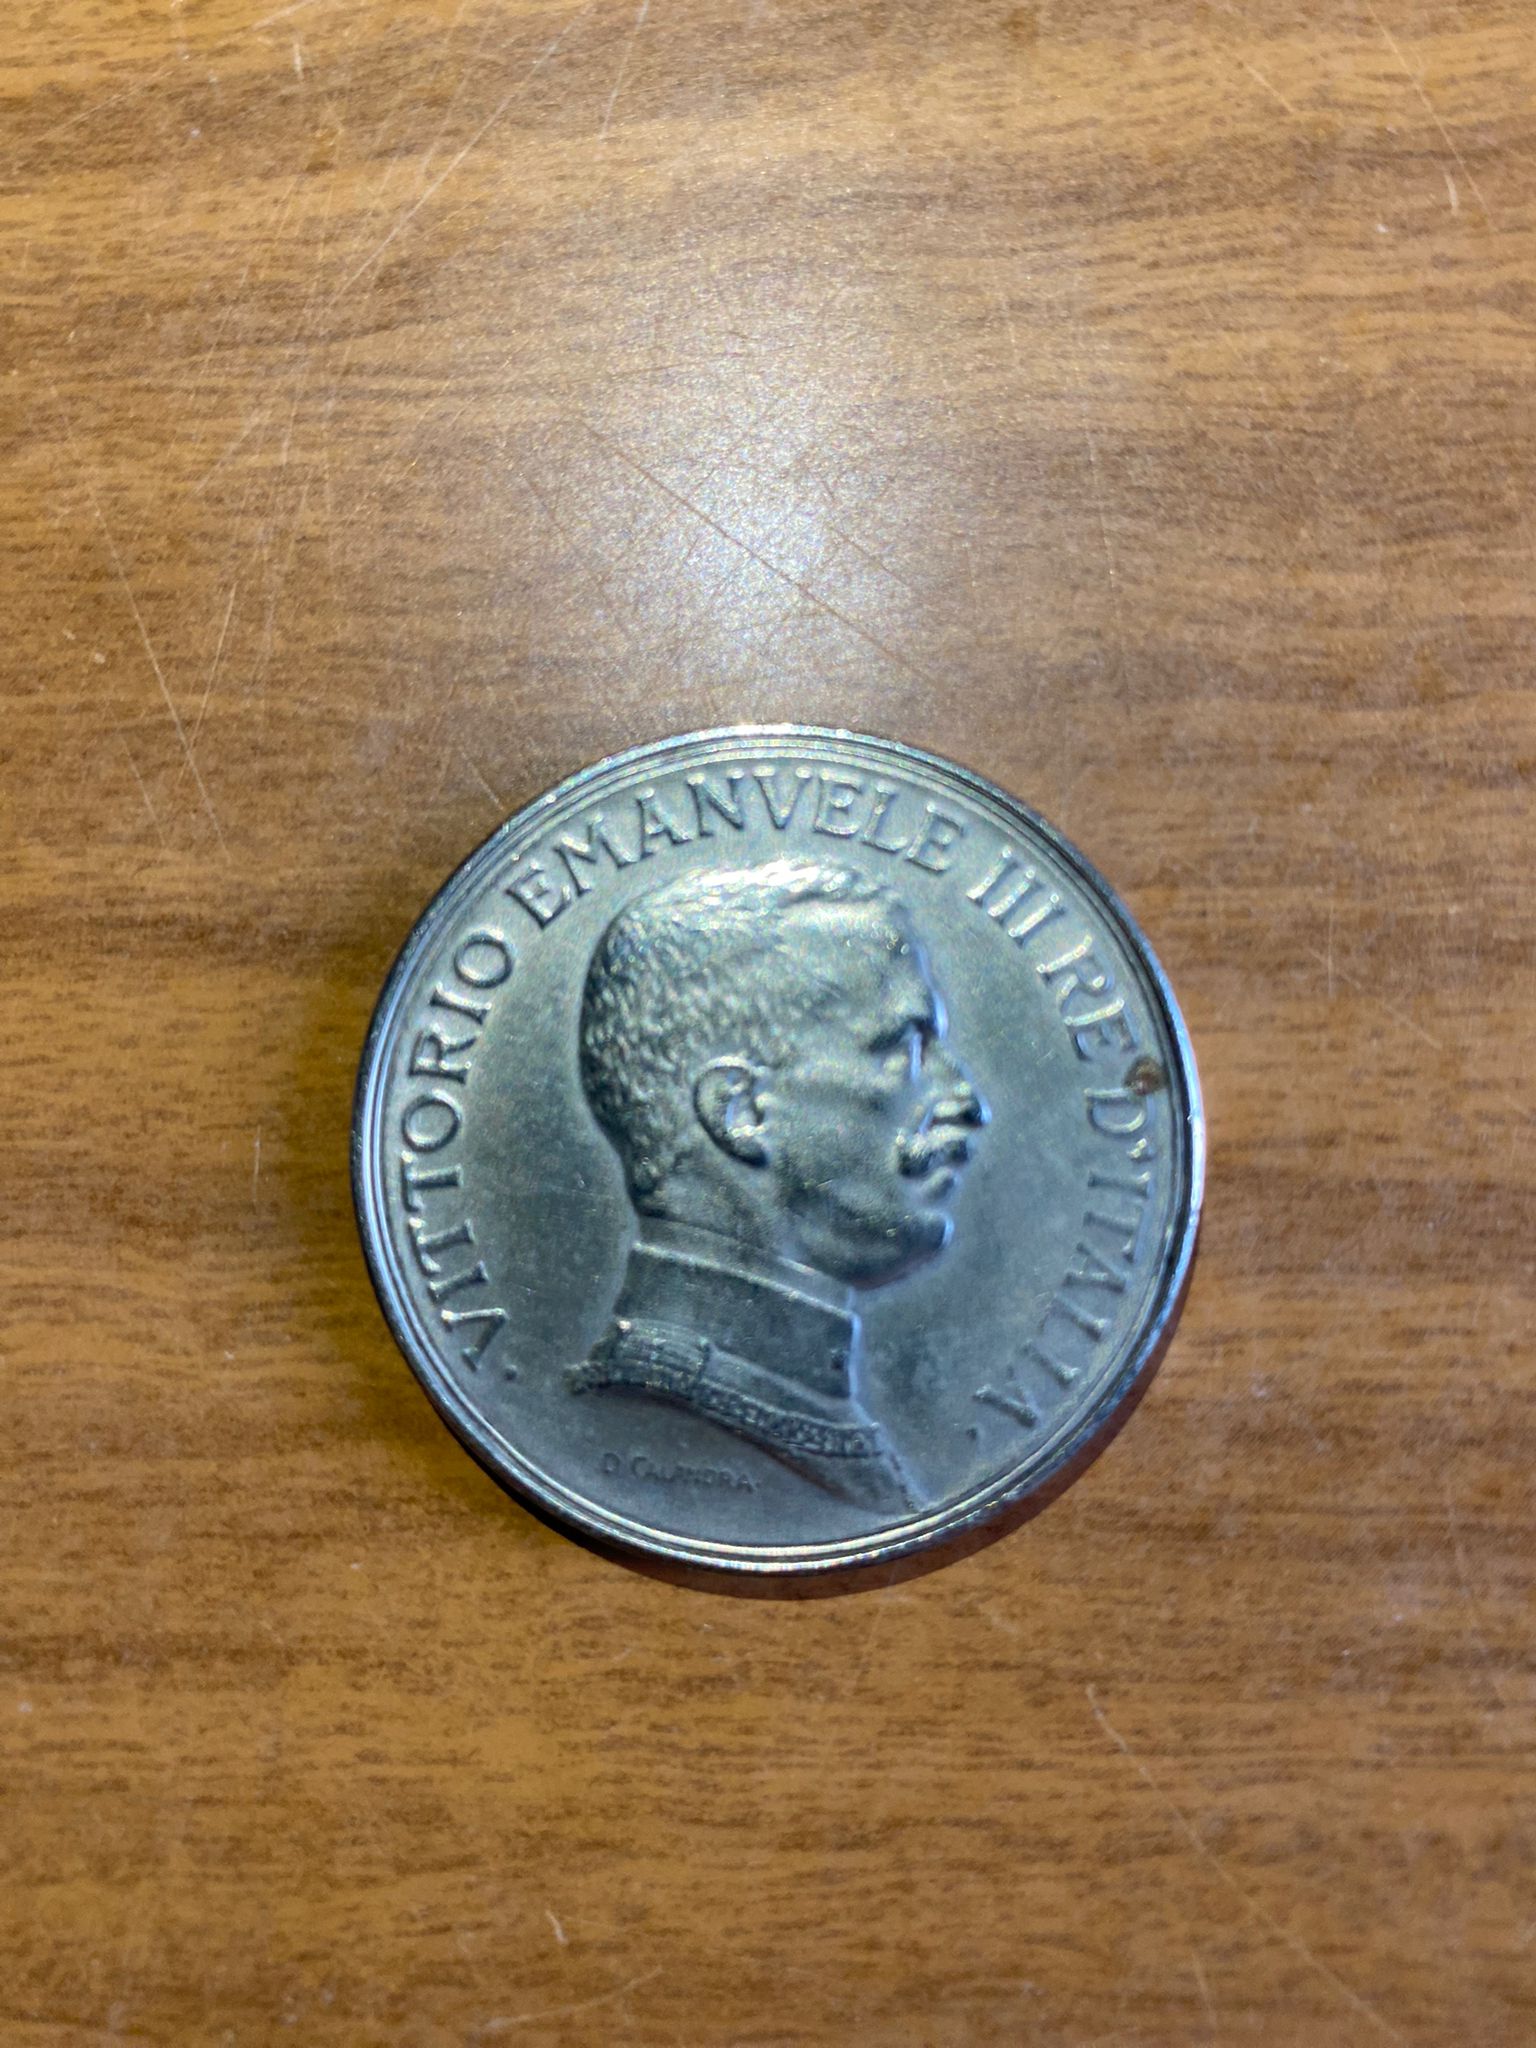 · VITTORIO EMANVELE III RE D'ITALIA ·
D CALANDRA